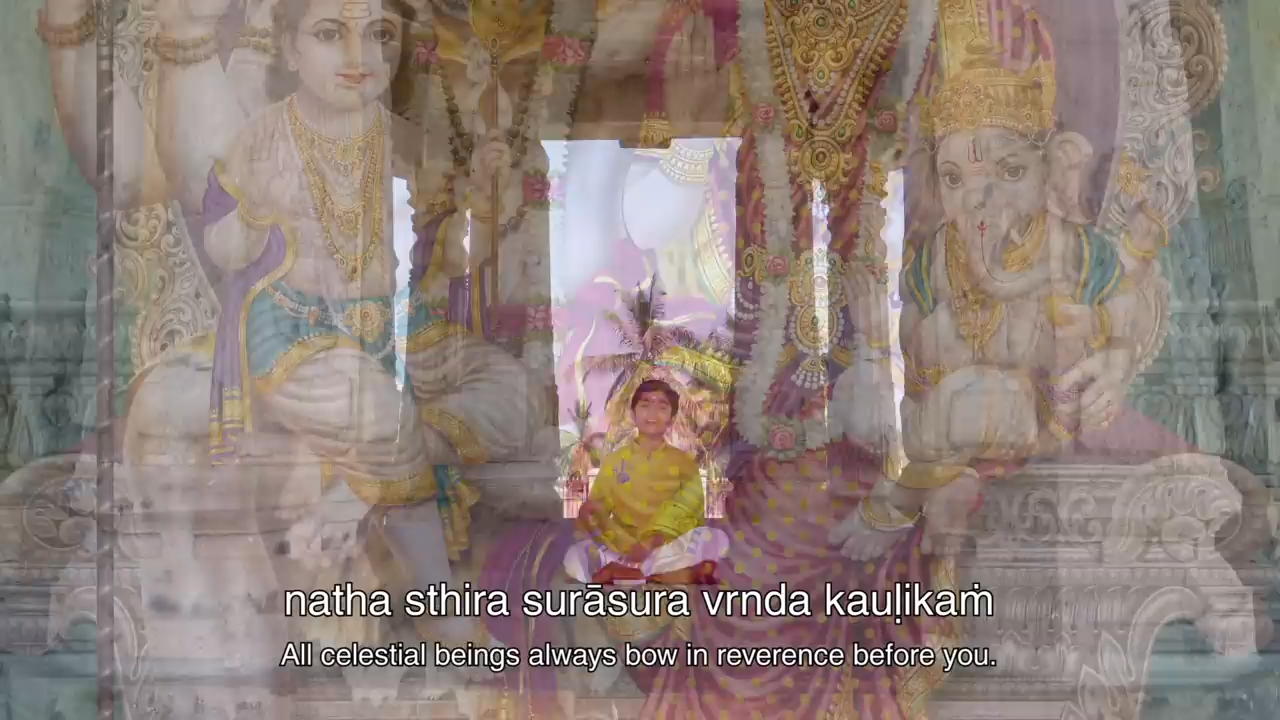 natha sthira surāsura vrnda kauḷikaṁ
All celestial beings always bow in reverence before you.